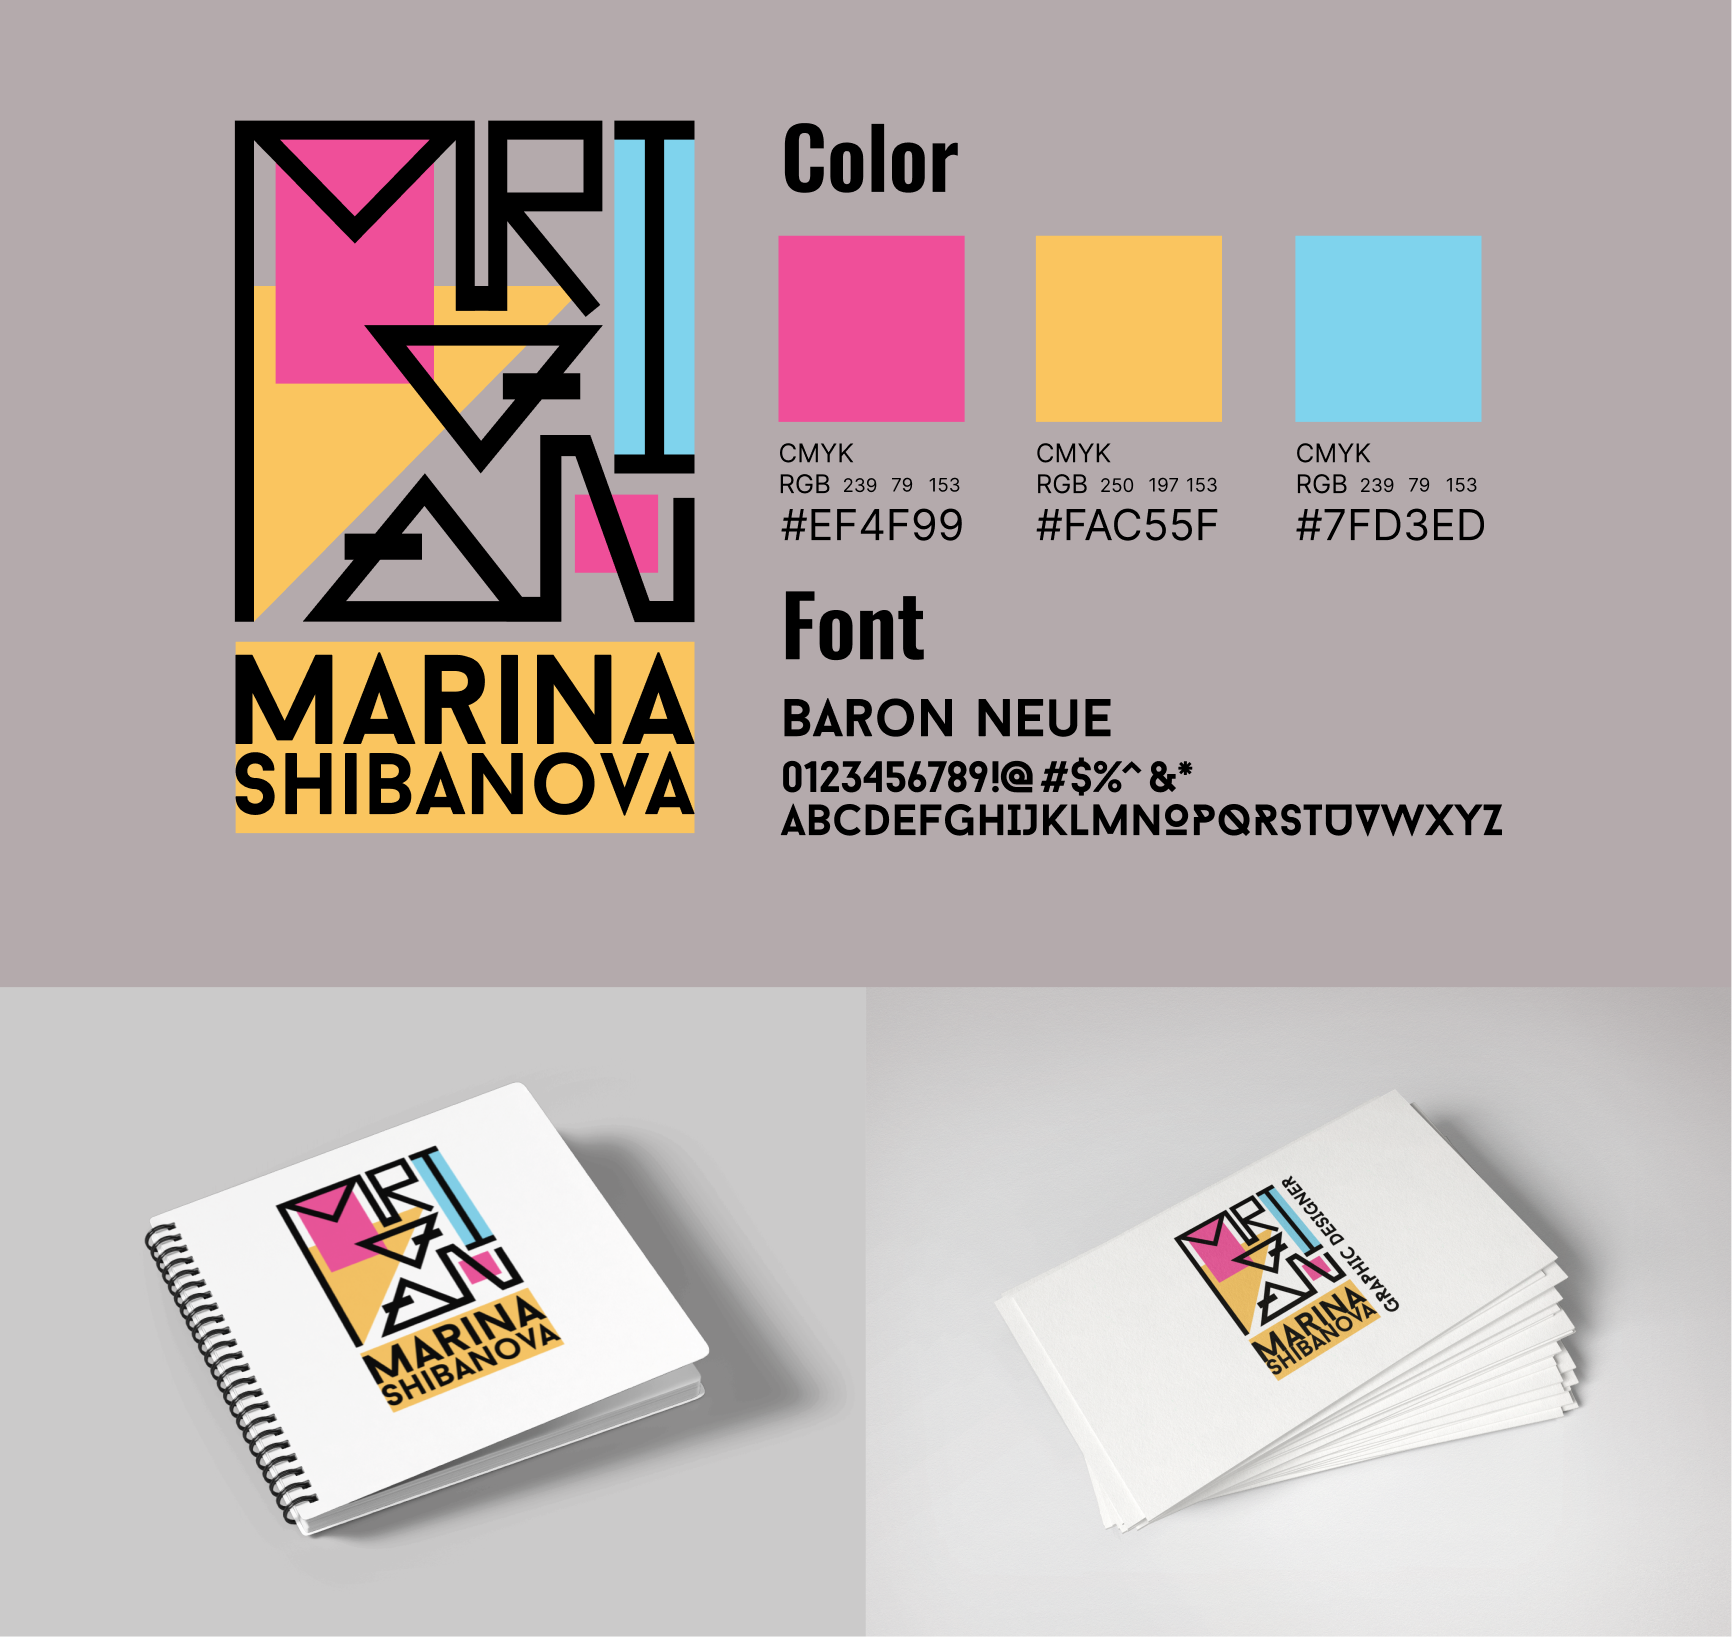 MARINA
SHIBANOVA
Color
CMYK
RGB 239 79 153
#EF4F99
CMYK
RGB 250 197 153
#FAC55F
CMYK
RGB 239 79 153
#7FD3ED
Font
BARON NEUE
0123456789!@#$%^&*
ABCDEFGHIJKLMNOPQRSTUVWXYZ
MARINA
SHIBANOVA
GRAPHIC DESIGNER
MARINA
SHIBANOVA